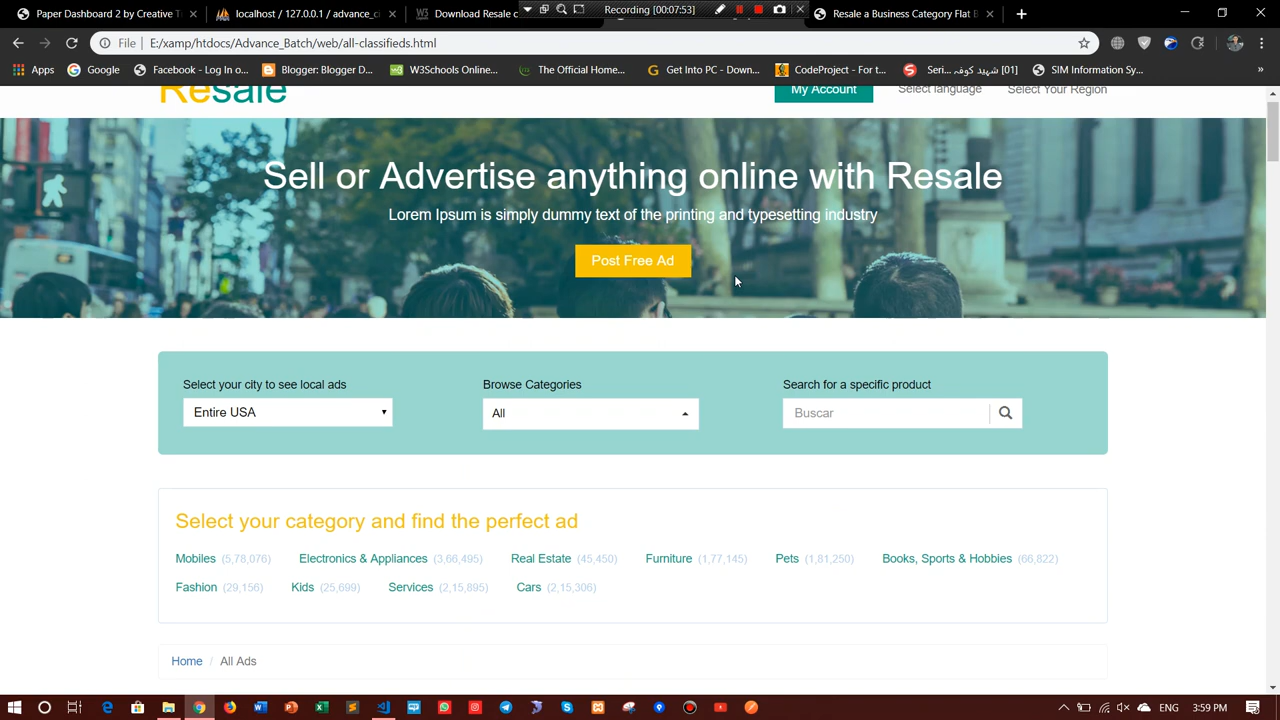 Paper Dashboard 2 by Creative T
localhost / 127.0.0.1 / advance_c
Download Resale c
Recording [00:07:53]
Resale a Business Category Flat B
File
E:/xamp/htdocs/Advance_Batch/web/all-classifieds.html
Apps
Google
Facebook - Log In o...
Blogger: Blogger D...
W3Schools Online...
The Official Home...
Get Into PC - Down...
CodeProject - For t...
Seri... شہید کوفہ [01]
SIM Information Sy...
Resale
My Account
Select language
Select Your Region
Sell or Advertise anything online with Resale
Lorem Ipsum is simply dummy text of the printing and typesetting industry
Post Free Ad
Select your city to see local ads
Browse Categories
Search for a specific product
Entire USA
All
Buscar
Select your category and find the perfect ad
Mobiles (5,78,076) Electronics & Appliances (3,66,495) Real Estate (45,450) Furniture (1,77,145) Pets (1,81,250) Books, Sports & Hobbies (66,822)
Fashion (29,156) Kids (25,699) Services (2,15,895) Cars (2,15,306)
Home / All Ads
ENG
3:59 PM